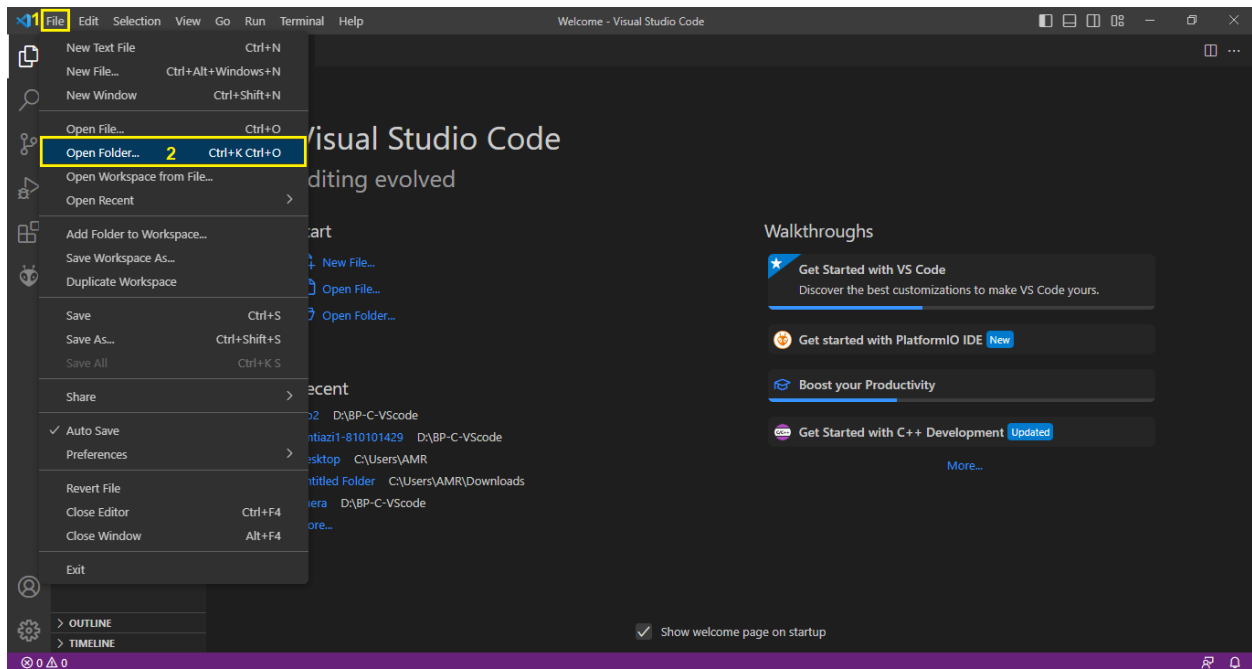 1 File Edit Selection View Go Run Terminal Help Welcome - Visual Studio Code
New Text File Ctrl+N
New File... Ctrl+Alt+Windows+N
New Window Ctrl+Shift+N
Open File... Ctrl+O
Open Folder... 2 Ctrl+K Ctrl+O
Open Workspace from File...
Open Recent
Add Folder to Workspace...
Save Workspace As...
Duplicate Workspace
Save Ctrl+S
Save As... Ctrl+Shift+S
Save All Ctrl+K S
Share
Auto Save
Preferences
Revert File
Close Editor Ctrl+F4
Close Window Alt+F4
Exit
OUTLINE
TIMELINE
0 0
isual Studio Code
diting evolved
art
New File...
Open File...
Open Folder...
ecent
o2 D:\BP-C-VScode
ntiazi1-810101429 D:\BP-C-VScode
esktop C:\Users\AMR
ntitled Folder C:\Users\AMR\Downloads
era D:\BP-C-VScode
ore...
Walkthroughs
Get Started with VS Code
Discover the best customizations to make VS Code yours.
Get started with PlatformIO IDE New
Boost your Productivity
Get Started with C++ Development Updated
More...
Show welcome page on startup